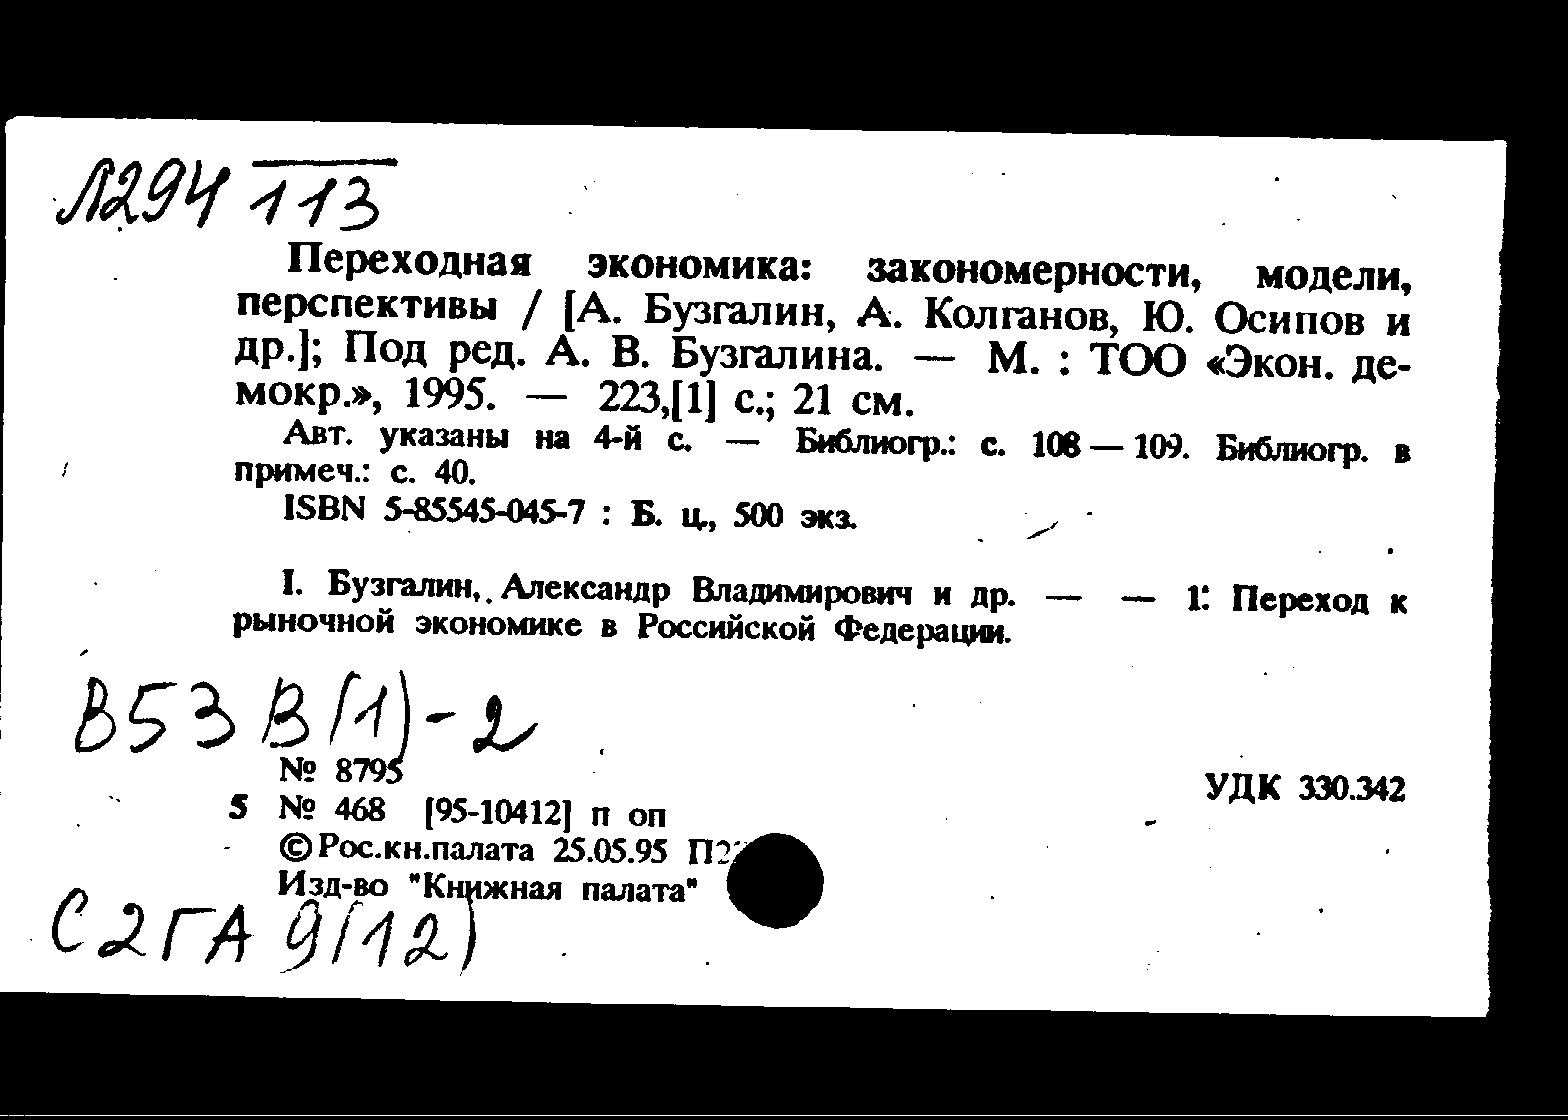 Л294 113
Переходная экономика: закономерности, модели,
перспективы / [А. Бузгалин, А. Колганов, Ю. Осипов и
др.]; Под ред. А. В. Бузгалина. — М. : ТОО «Экон. де-
мокр.», 1995. — 223,[1] с.; 21 см.
Авт. указаны на 4-й с. — Библиогр.: с. 108 — 109. Библиогр. в
примеч.: с. 40.
ISBN 5-85545-045-7 : Б. ц., 500 экз.
I. Бузгалин, Александр Владимирович и др. — — 1. Переход к
рыночной экономике в Российской Федерации.
В53 В(1)-2
№ 8795
УДК 330.342
5 № 468 [95-10412] п оп
© Рос.кн.палата 25.05.95
Изд-во "Книжная палата"
С2ГА 9(12)